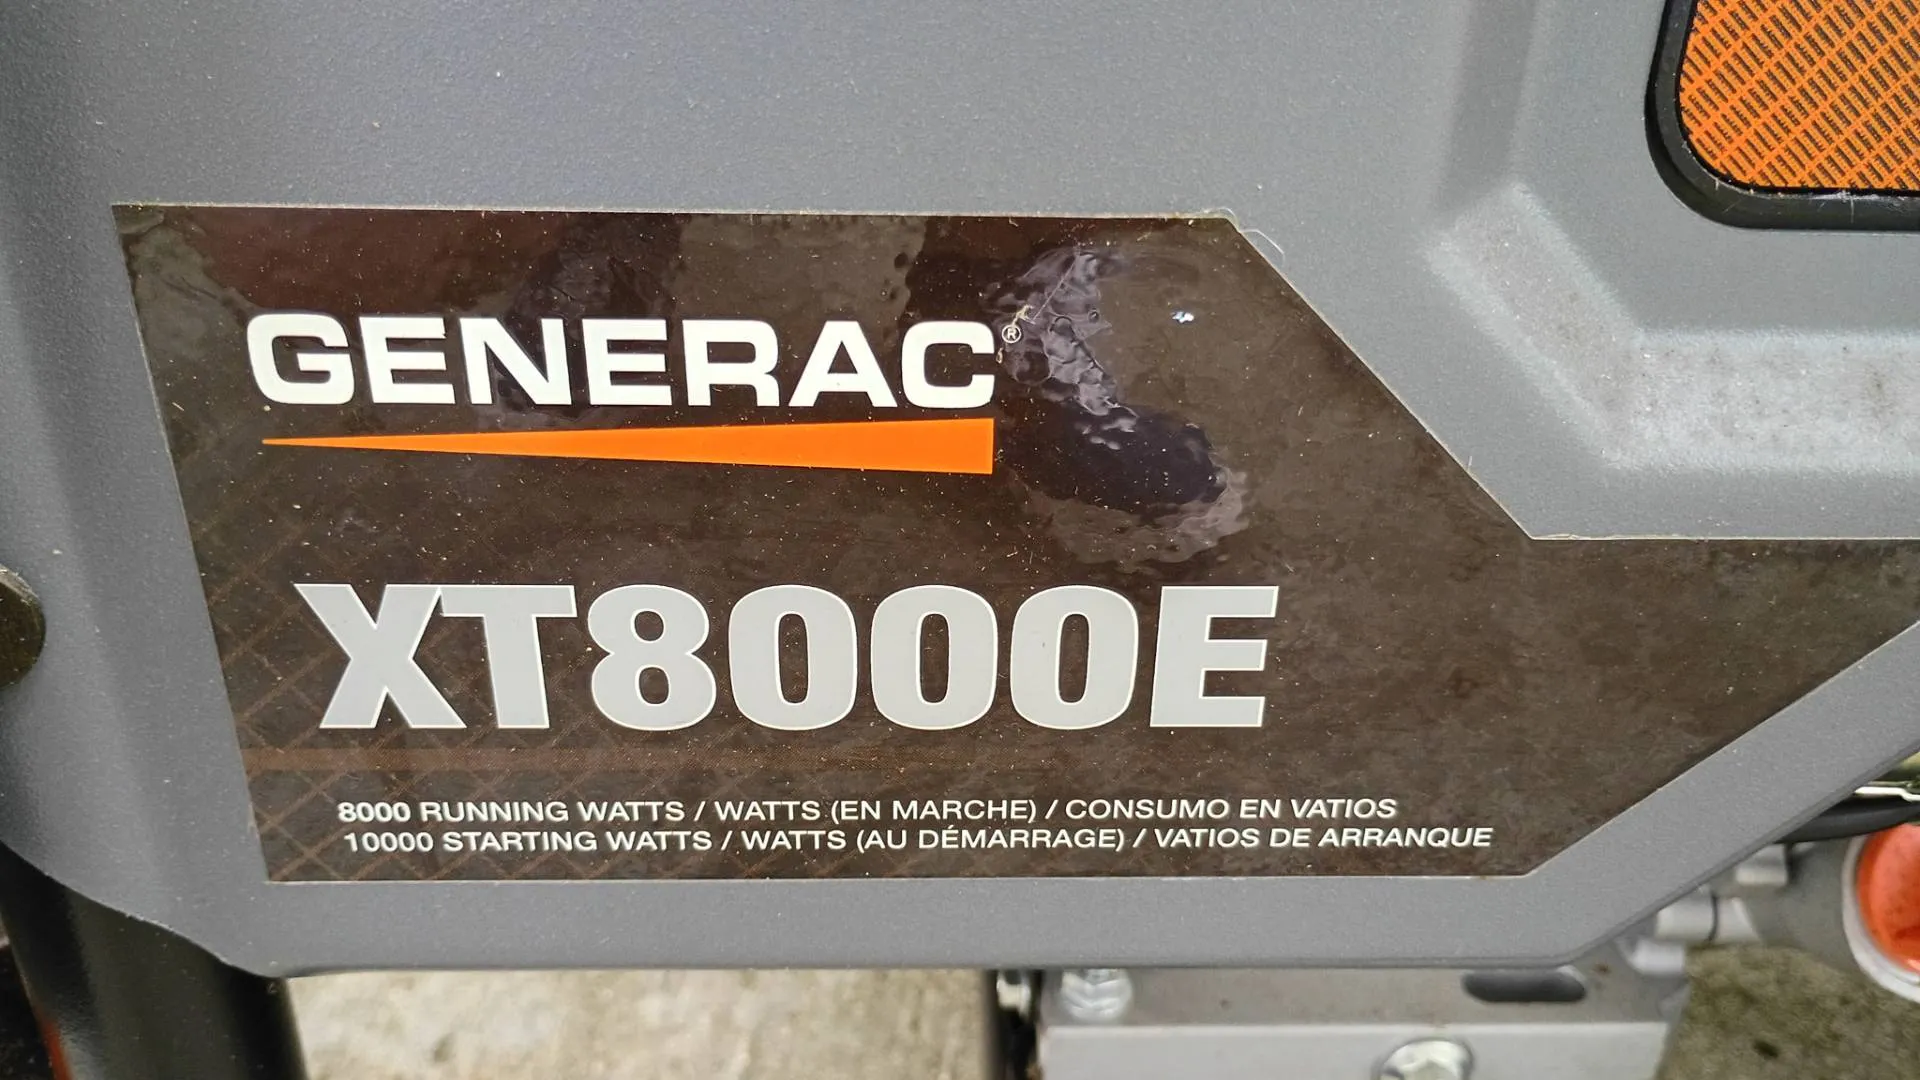 GENERAC®
XT8000E
8000 RUNNING WATTS / WATTS (EN MARCHE) / CONSUMO EN VATIOS
10000 STARTING WATTS / WATTS (AU DÉMARRAGE) / VATIOS DE ARRANQUE